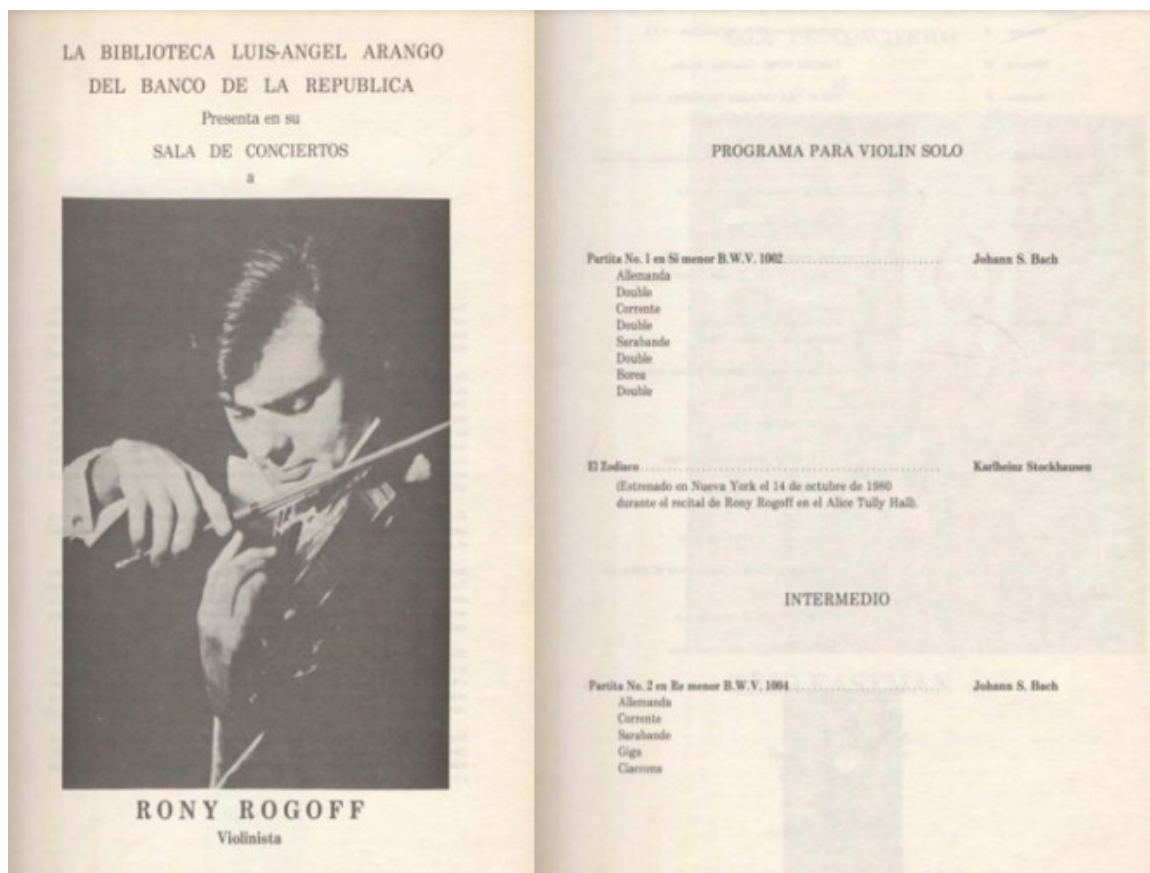 LA BIBLIOTECA LUIS-ANGEL ARANGO
DEL BANCO DE LA REPUBLICA
Presenta en su
SALA DE CONCIERTOS
a
RONY ROGOFF
Violinista
PROGRAMA PARA VIOLIN SOLO
Partita No. 1 en Si menor B.W.V. 1002........................ Johann S. Bach
Allemanda
Double
Corrente
Double
Sarabande
Double
Borea
Double
El Zodiaco............................................. Karlheinz Stockhausen
(Estrenado en Nueva York el 14 de octubre de 1980
durante el recital de Rony Rogoff en el Alice Tully Hall).
INTERMEDIO
Partita No. 2 en Re menor B.W.V. 1004........................ Johann S. Bach
Allemanda
Corrente
Sarabande
Giga
Ciaccona